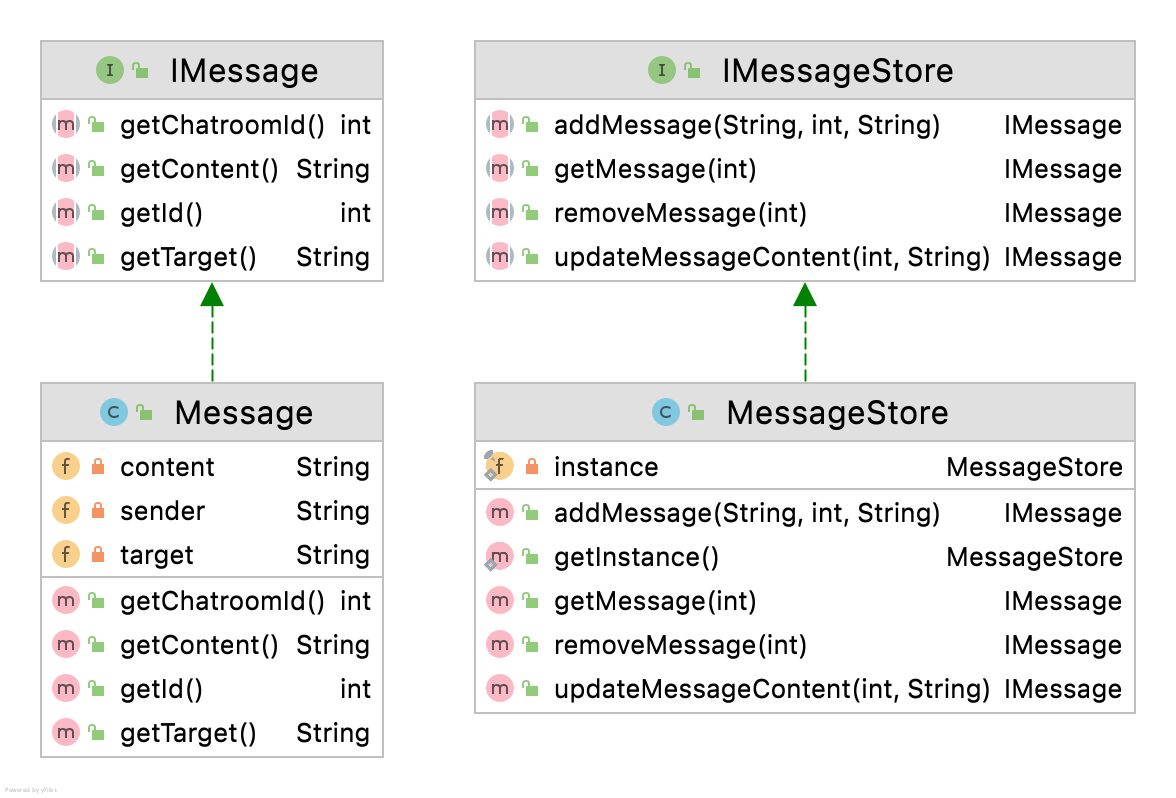 I IMessage
m getChatroomId() int
m getContent() String
m getId() int
m getTarget() String
I IMessageStore
m addMessage(String, int, String) IMessage
m getMessage(int) IMessage
m removeMessage(int) IMessage
m updateMessageContent(int, String) IMessage
C Message
f content String
f sender String
f target String
m getChatroomId() int
m getContent() String
m getId() int
m getTarget() String
C MessageStore
f instance MessageStore
m addMessage(String, int, String) IMessage
m getInstance() MessageStore
m getMessage(int) IMessage
m removeMessage(int) IMessage
m updateMessageContent(int, String) IMessage
Powered by yFiles